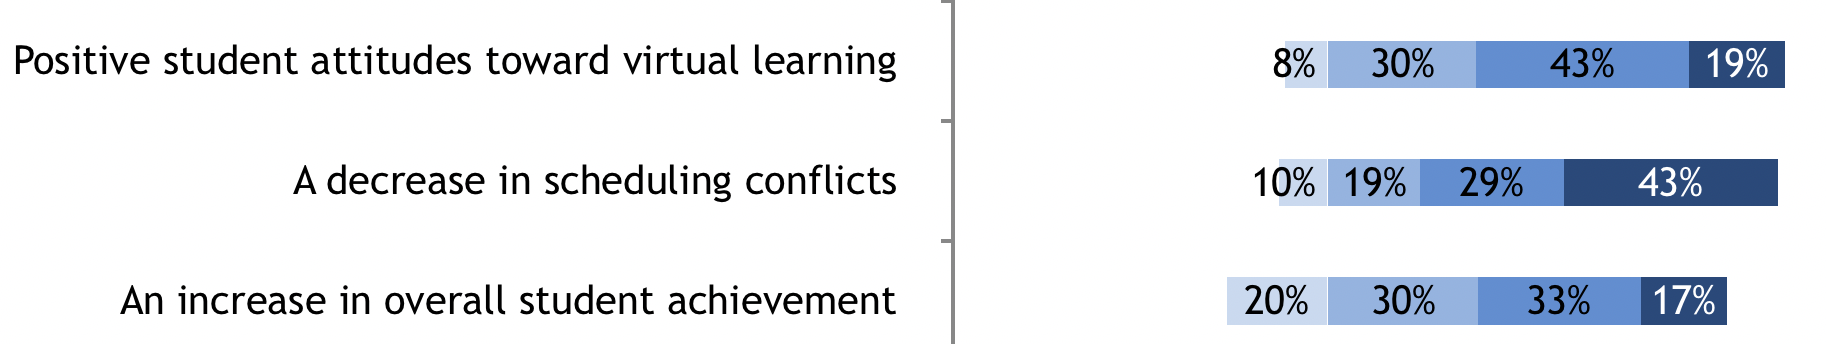 Positive student attitudes toward virtual learning 8% 30% 43% 19%
A decrease in scheduling conflicts 10% 19% 29% 43%
An increase in overall student achievement 20% 30% 33% 17%